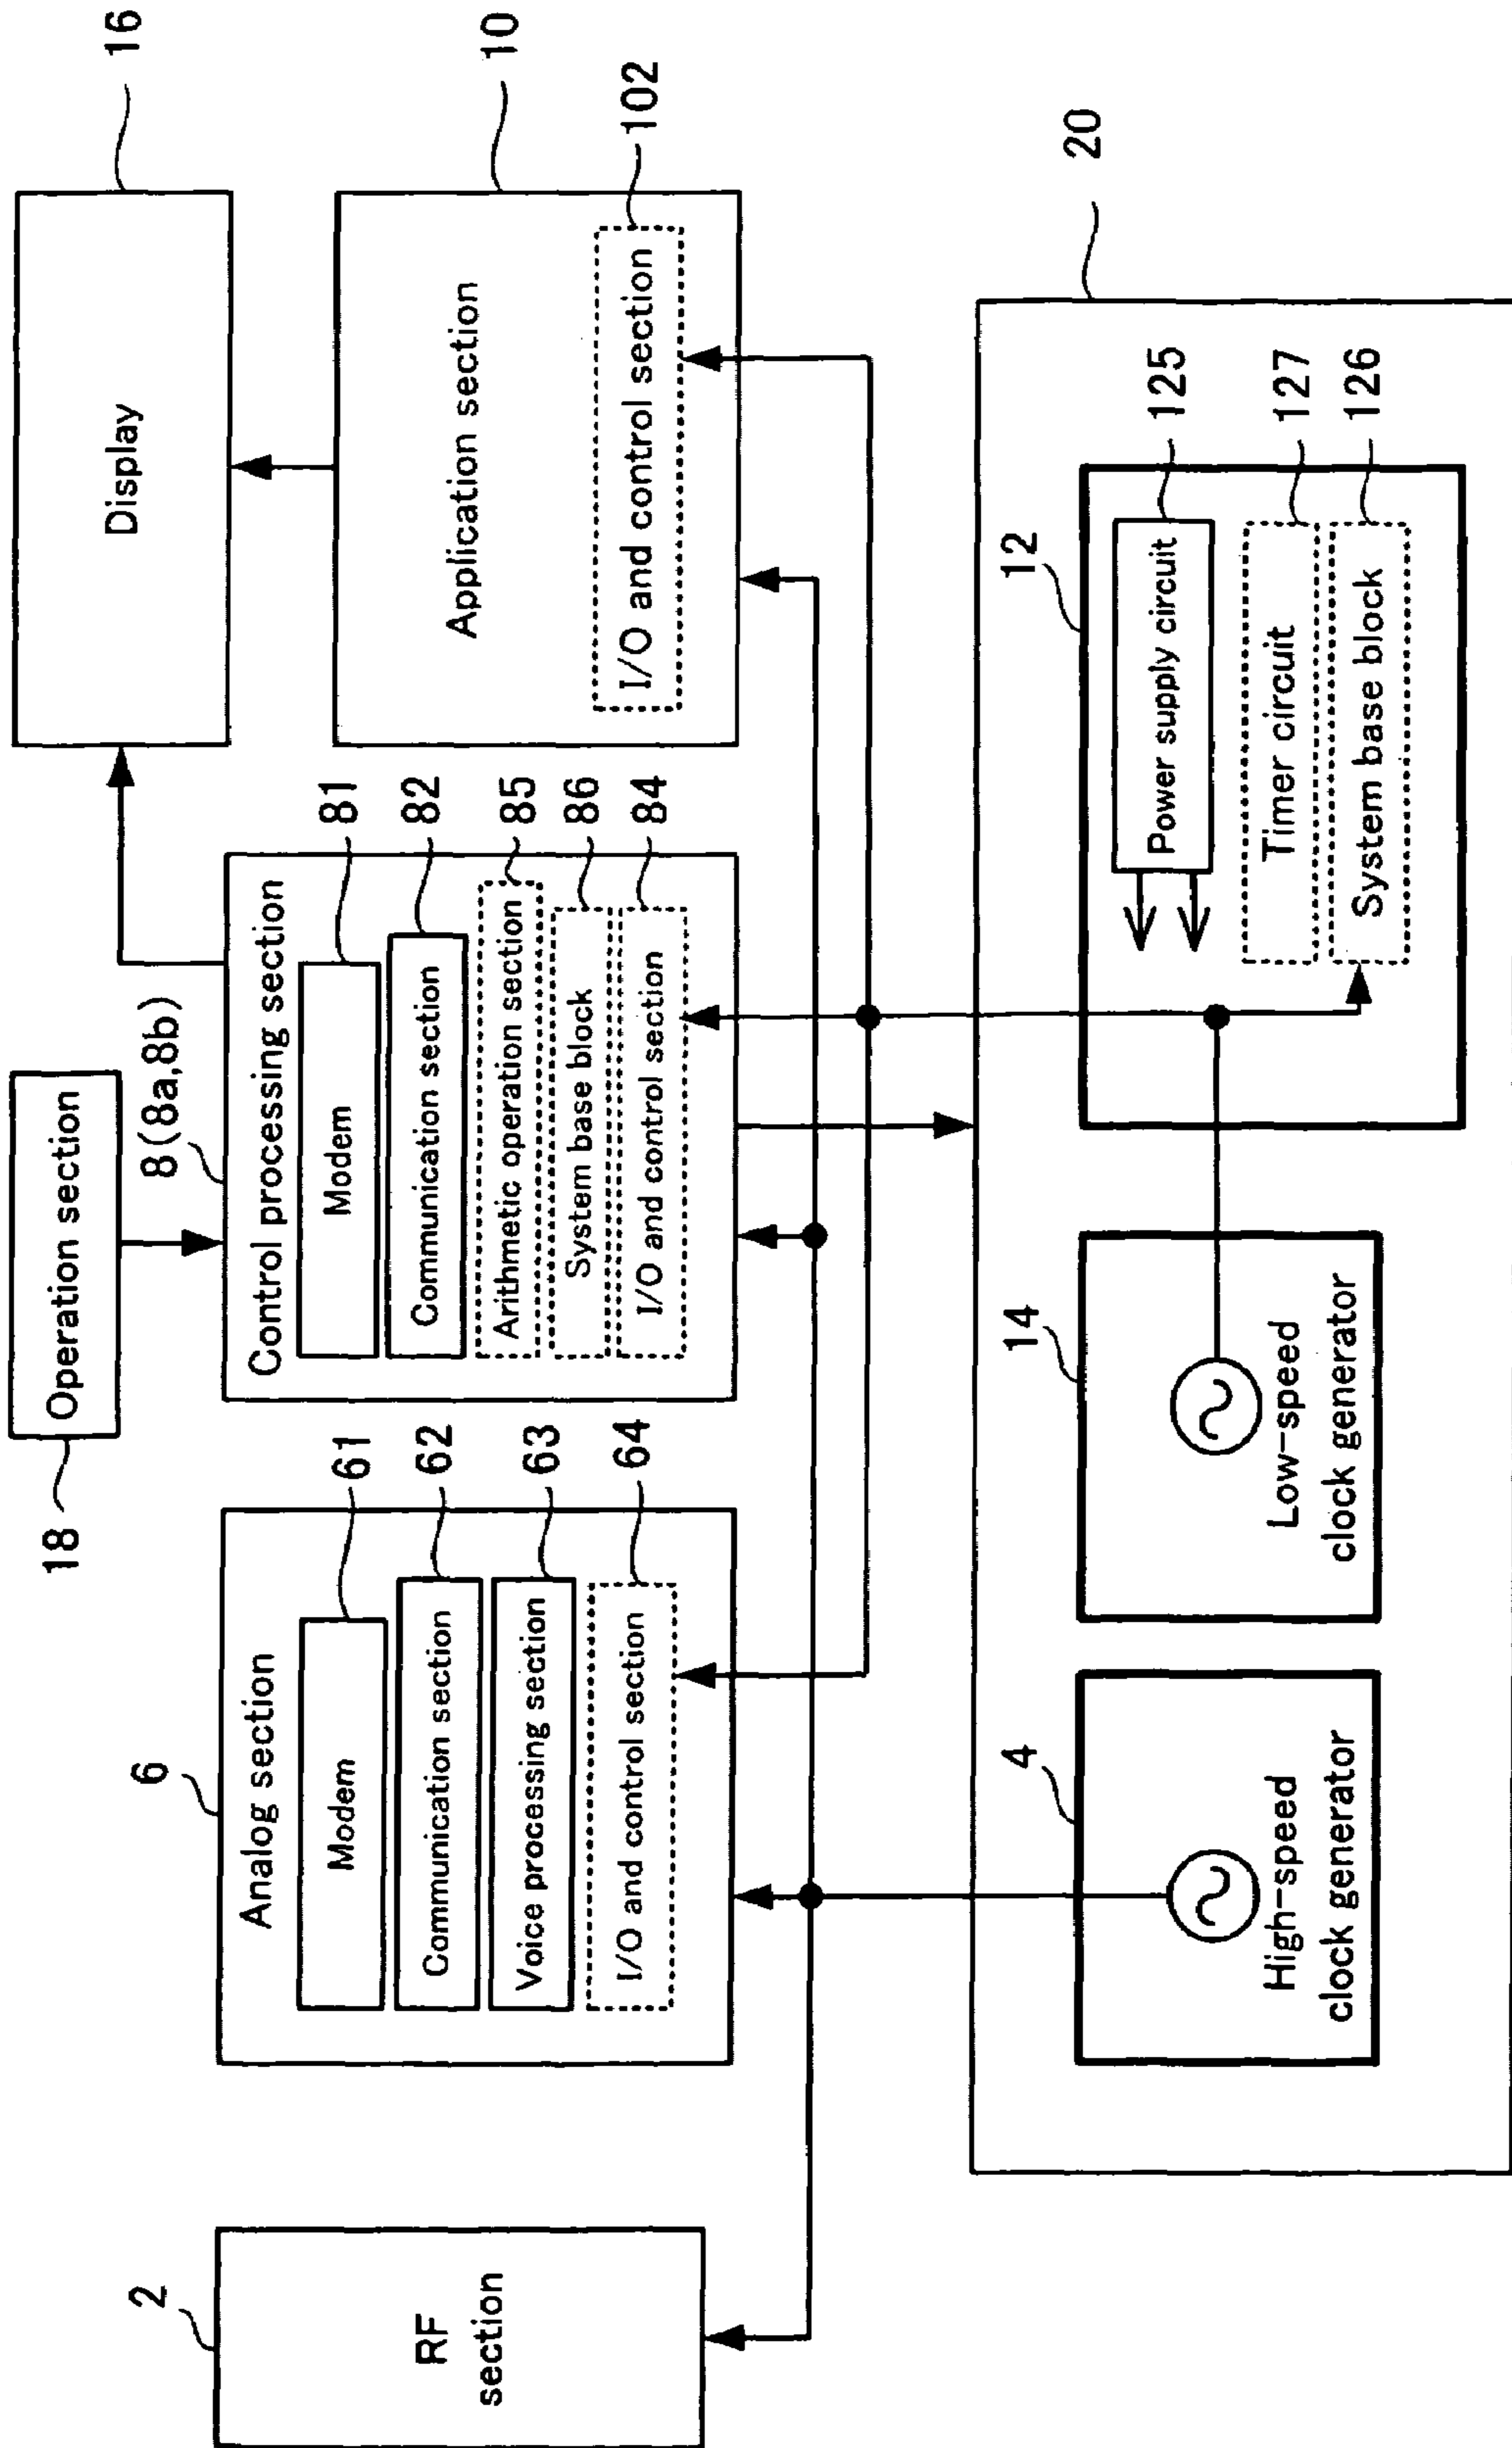 18
Operation section
Display
16
2
RF
section
6
Analog section
Modem
61
Communication section
62
Voice processing section
63
I/O and control section
64
8(8a,8b)
Control processing section
Modem
81
Communication section
82
Arithmetic operation section
85
System base block
86
I/O and control section
84
Application section
10
I/O and control section
102
20
4
High-speed
clock generator
14
Low-speed
clock generator
12
Power supply circuit
125
Timer circuit
127
System base block
126